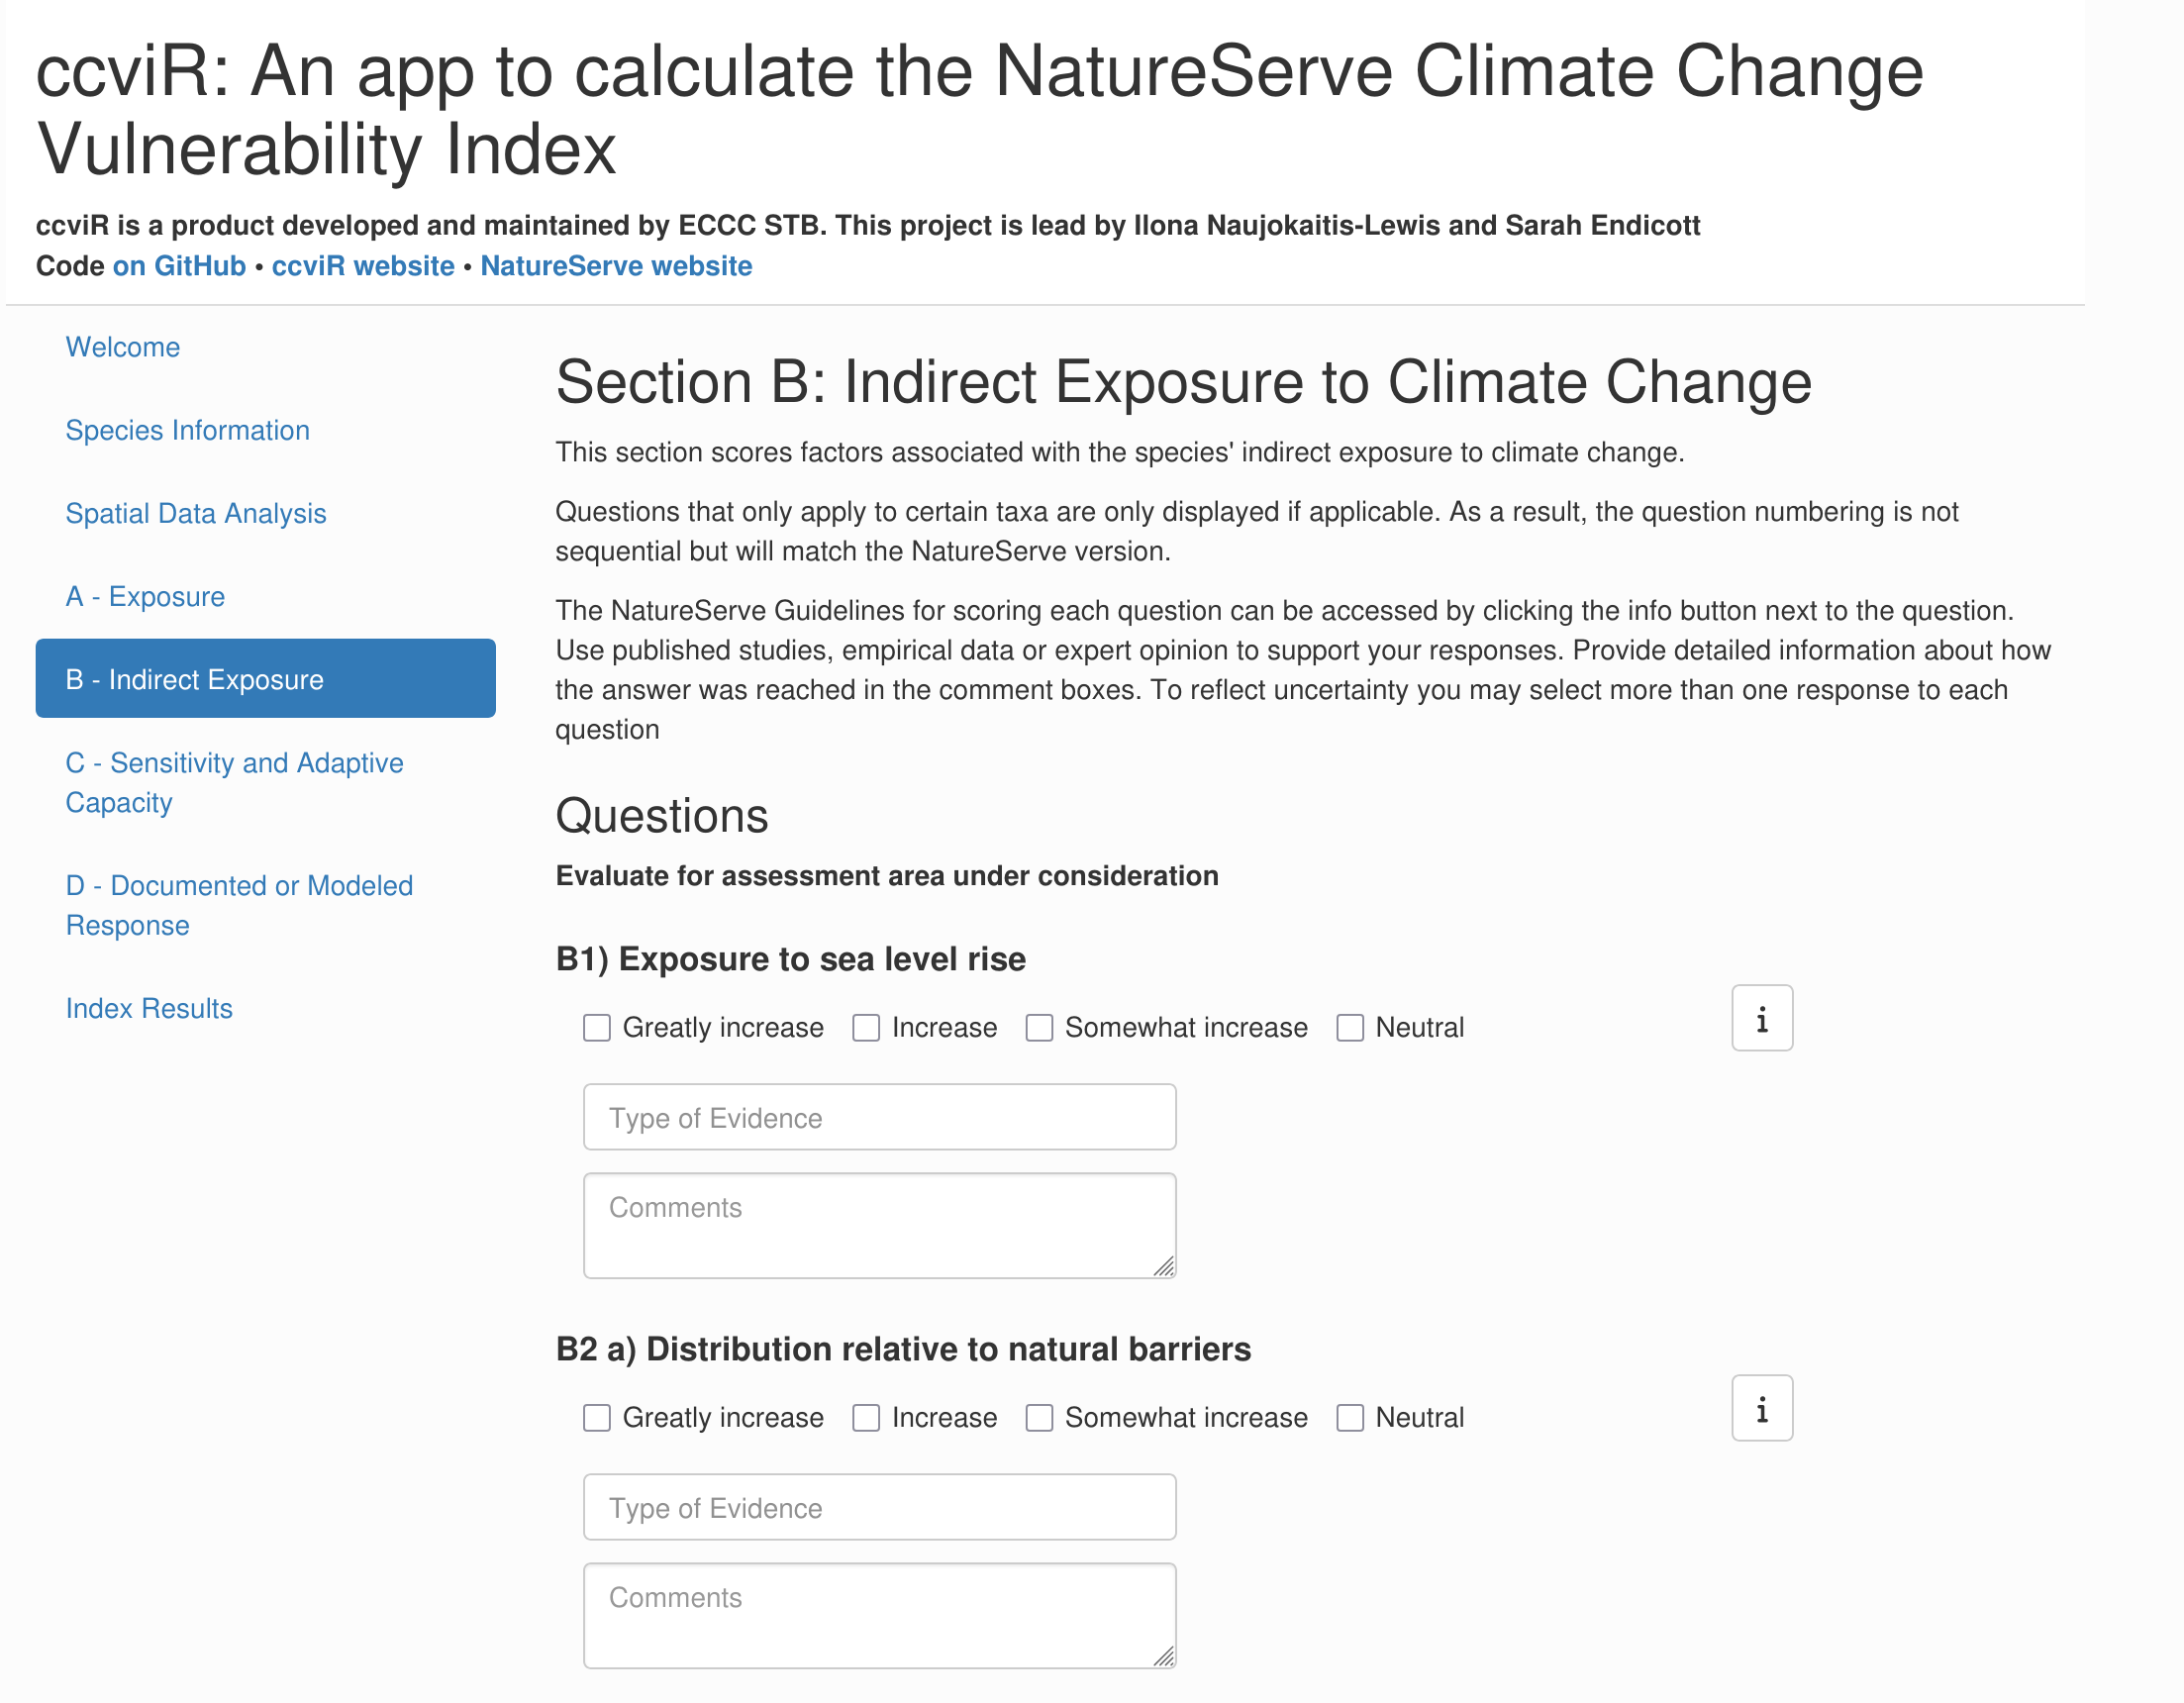 ccviR: An app to calculate the NatureServe Climate Change
Vulnerability Index
ccviR is a product developed and maintained by ECCC STB. This project is lead by Ilona Naujokaitis-Lewis and Sarah Endicott
Code on GitHub • ccviR website • NatureServe website
Welcome
Species Information
Spatial Data Analysis
A - Exposure
B - Indirect Exposure
C - Sensitivity and Adaptive
Capacity
D - Documented or Modeled
Response
Index Results
Section B: Indirect Exposure to Climate Change
This section scores factors associated with the species' indirect exposure to climate change.
Questions that only apply to certain taxa are only displayed if applicable. As a result, the question numbering is not
sequential but will match the NatureServe version.
The NatureServe Guidelines for scoring each question can be accessed by clicking the info button next to the question.
Use published studies, empirical data or expert opinion to support your responses. Provide detailed information about how
the answer was reached in the comment boxes. To reflect uncertainty you may select more than one response to each
question
Questions
Evaluate for assessment area under consideration
B1) Exposure to sea level rise
Greatly increase Increase Somewhat increase Neutral i
Type of Evidence
Comments
B2 a) Distribution relative to natural barriers
Greatly increase Increase Somewhat increase Neutral i
Type of Evidence
Comments